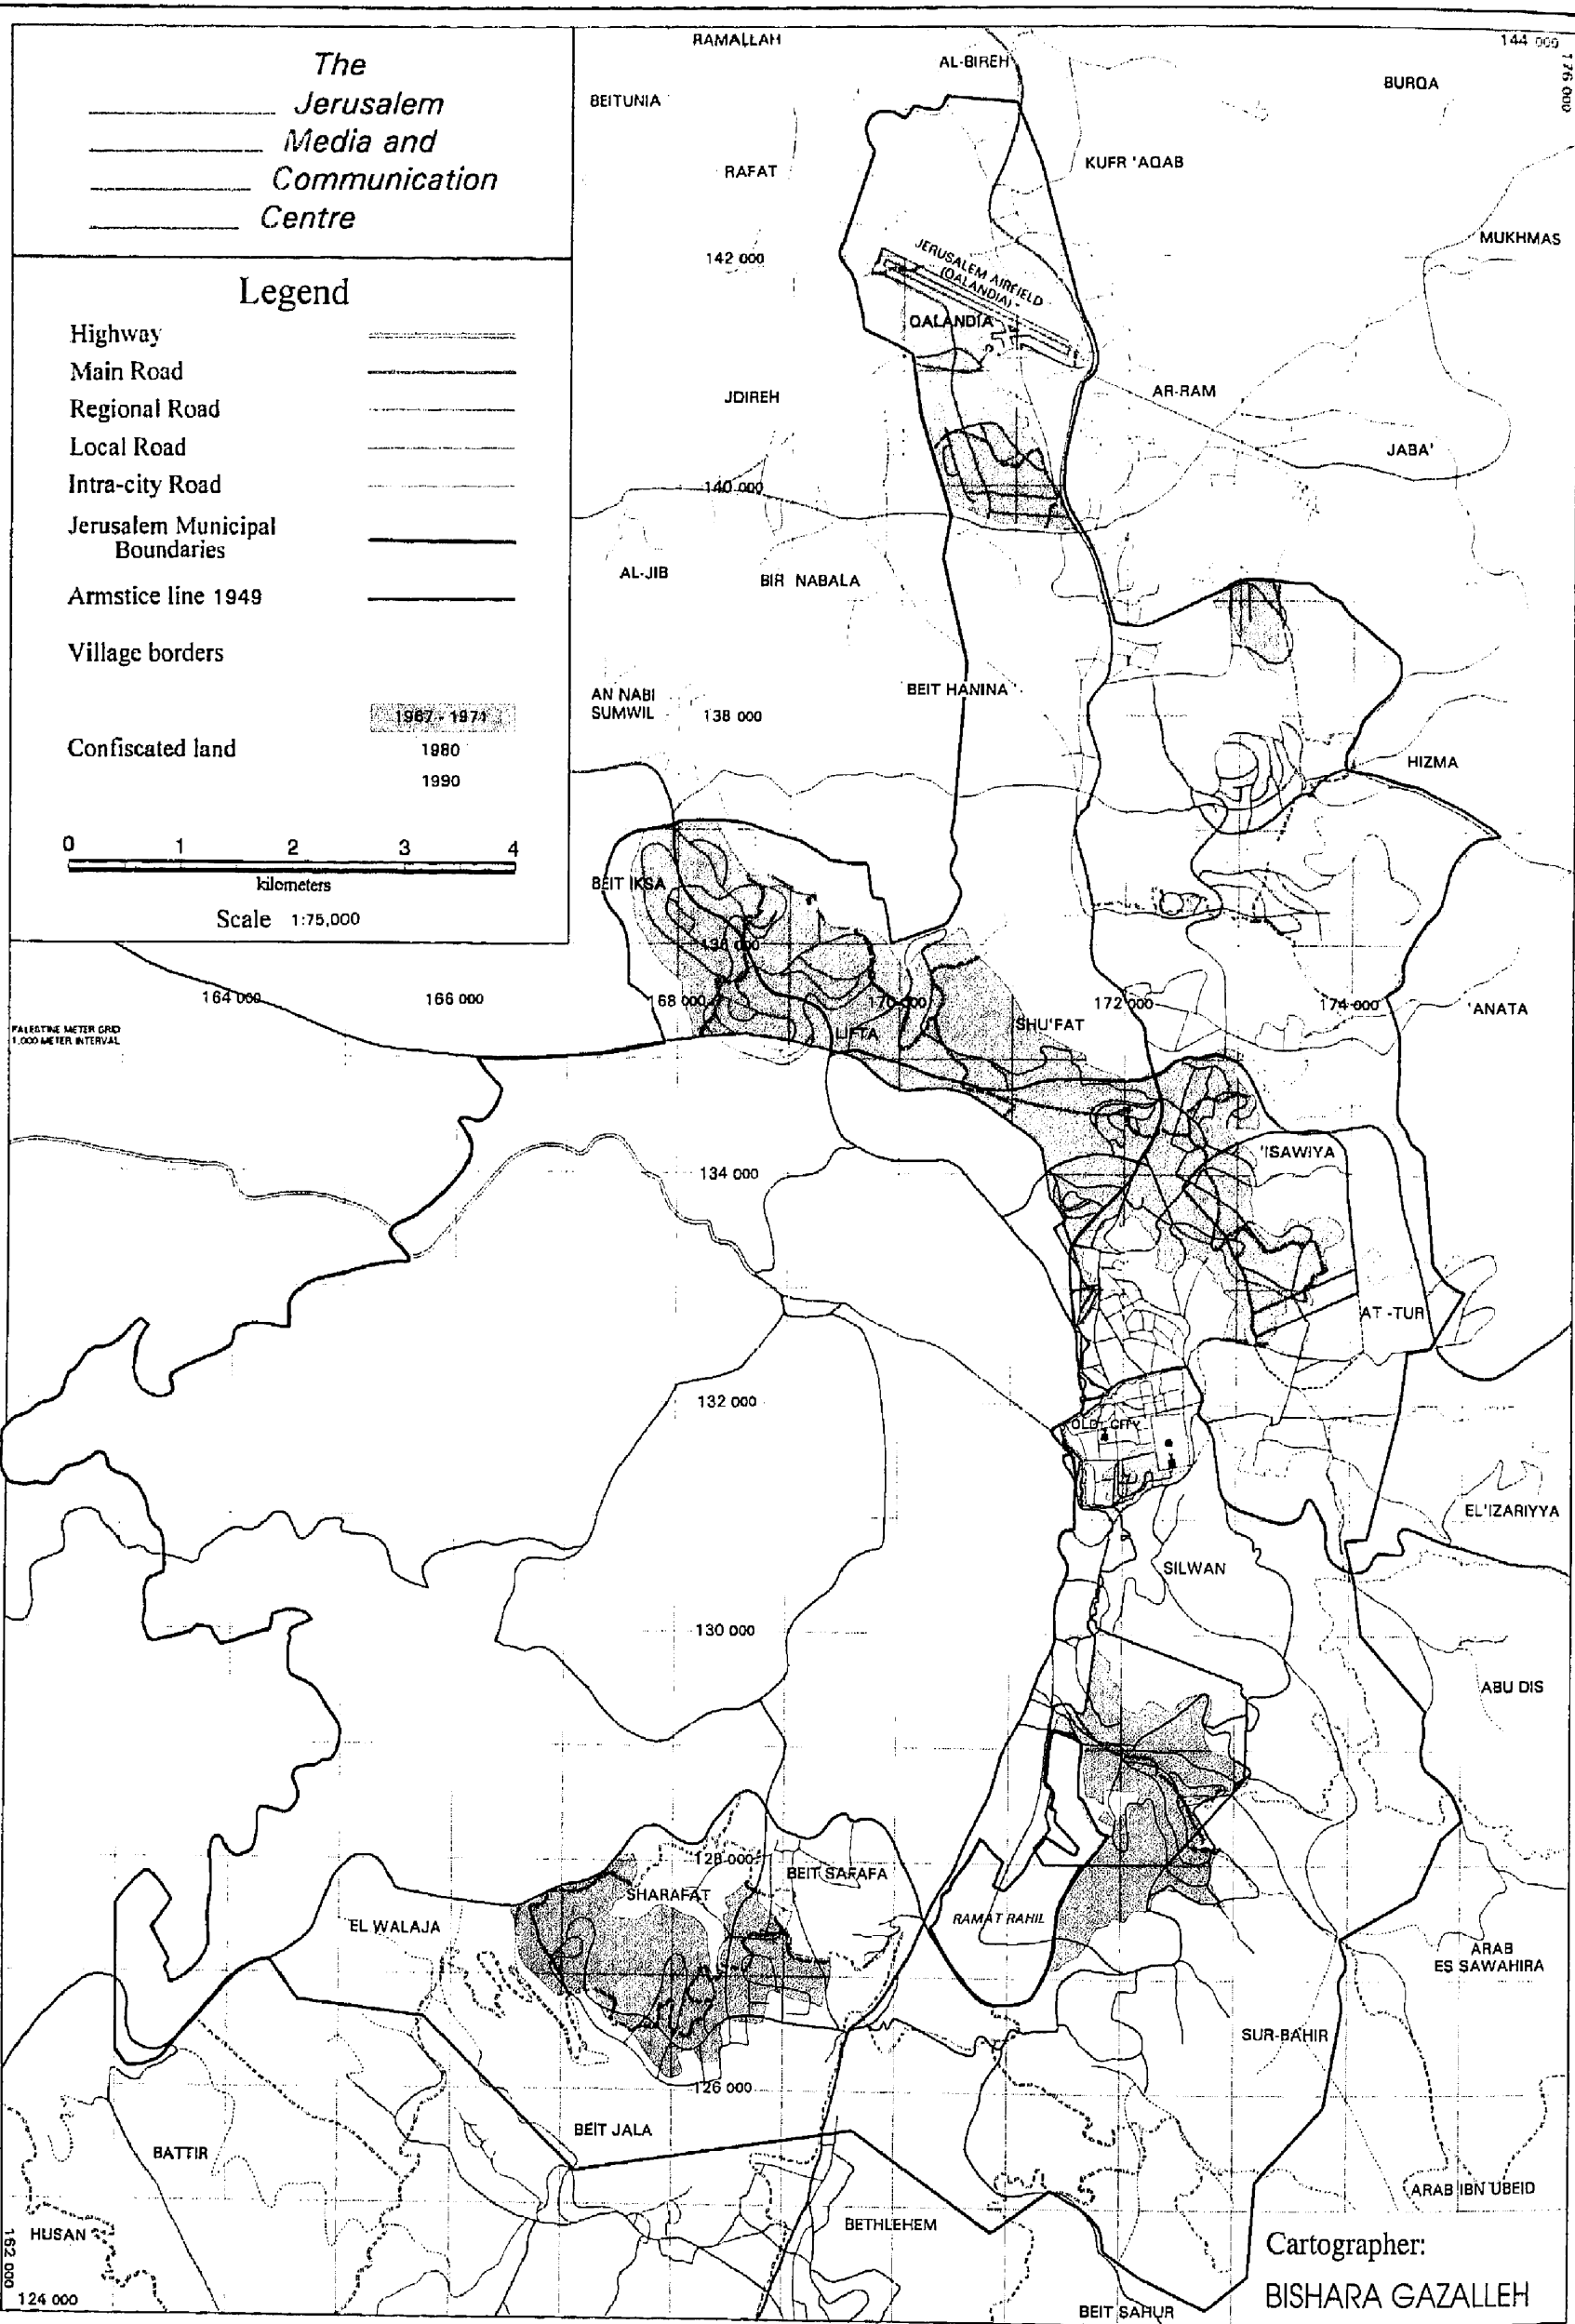 The
Jerusalem
Media and
Communication
Centre
Legend
Highway
Main Road
Regional Road
Local Road
Intra-city Road
Jerusalem Municipal
Boundaries
Armstice line 1949
Village borders
1967 - 1971
Confiscated land
1980
1990
0 1 2 3 4
kilometers
Scale 1:75,000
RAMALLAH
144 000
176 000
AL-BIREH
BURQA
BEITUNIA
KUFR 'AQAB
RAFAT
MUKHMAS
142 000
JERUSALEM AIRFIELD
(QALANDIA)
QALANDIA
JDIREH
AR-RAM
JABA'
140 000
AL-JIB
BIR NABALA
AN NABI
SUMWIL
138 000
BEIT HANINA
HIZMA
BEIT IKSA
136 000
164 000
166 000
168 000
170 000
172 000
174 000
'ANATA
PALESTINE METER GRID
1,000 METER INTERVAL
LIFTA
SHU'FAT
'ISAWIYA
134 000
AT -TUR
132 000
OLD CITY
EL'IZARIYYA
SILWAN
130 000
ABU DIS
128 000
BEIT SAFAFA
SHARAFAT
EL WALAJA
RAMAT RAHIL
ARAB
ES SAWAHIRA
SUR-BAHIR
126 000
BEIT JALA
BATTIR
ARAB IBN UBEID
HUSAN
BETHLEHEM
162 000
124 000
BEIT SAHUR
Cartographer:
BISHARA GAZALLEH